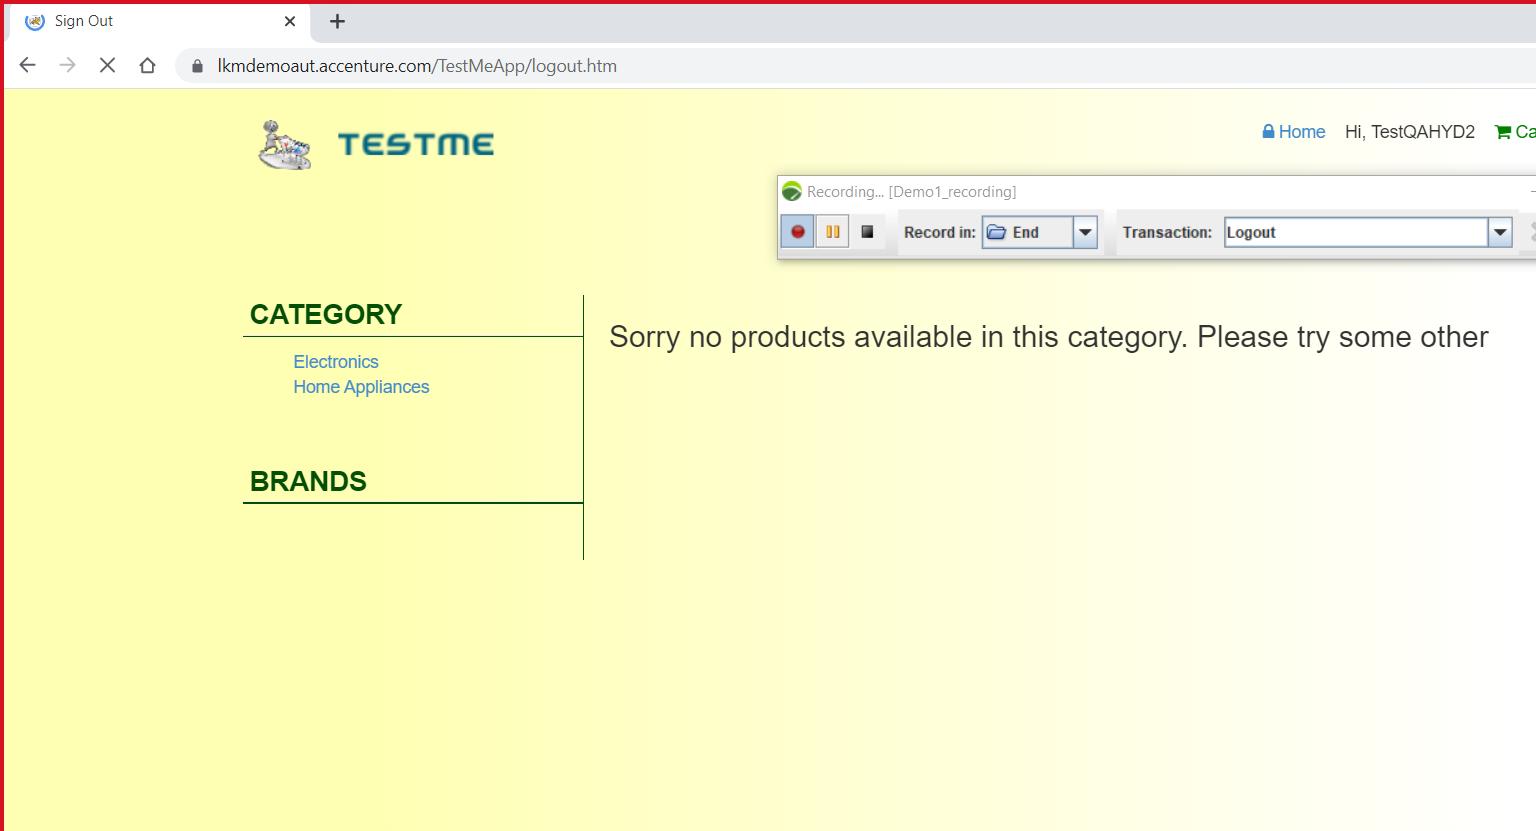 Sign Out
lkmdemoaut.accenture.com/TestMeApp/logout.htm
TESTME
Home Hi, TestQAHYD2 Ca
Recording... [Demo1_recording]
Record in: End Transaction: Logout
CATEGORY
Electronics
Home Appliances
Sorry no products available in this category. Please try some other
BRANDS